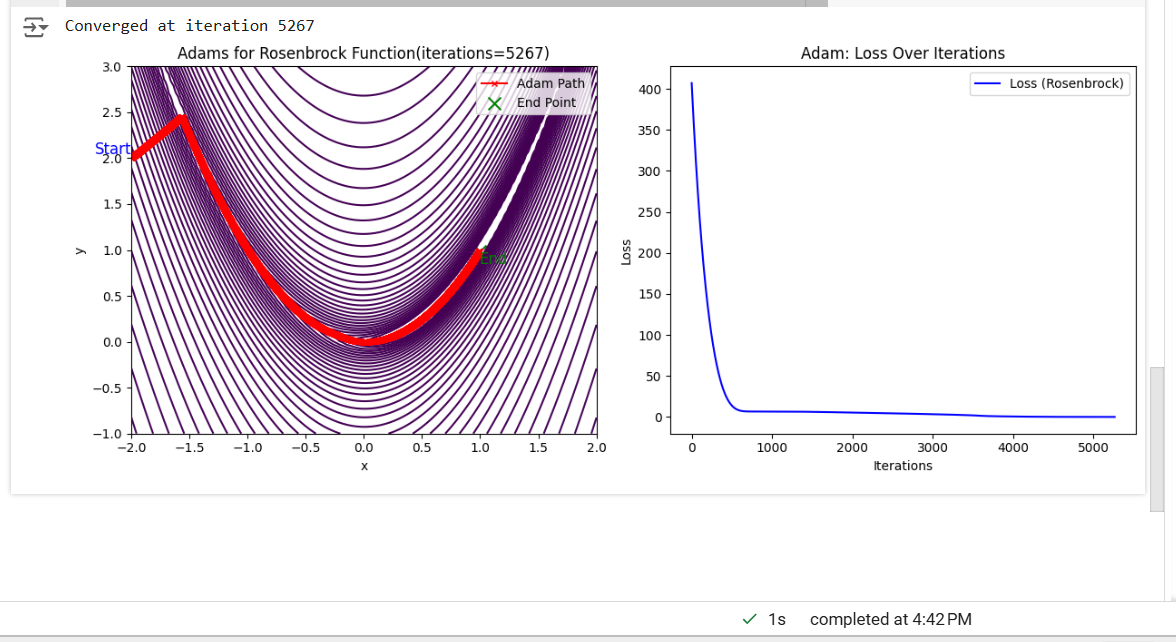 Converged at iteration 5267
Adams for Rosenbrock Function(iterations=5267)
3.0
2.5
2.0
1.5
1.0
0.5
0.0
−0.5
−1.0
y
Start
Adam Path
End Point
End
−2.0 −1.5 −1.0 −0.5 0.0 0.5 1.0 1.5 2.0
x
Adam: Loss Over Iterations
400
350
300
250
200
150
100
50
0
Loss
Loss (Rosenbrock)
0 1000 2000 3000 4000 5000
Iterations
1s completed at 4:42 PM